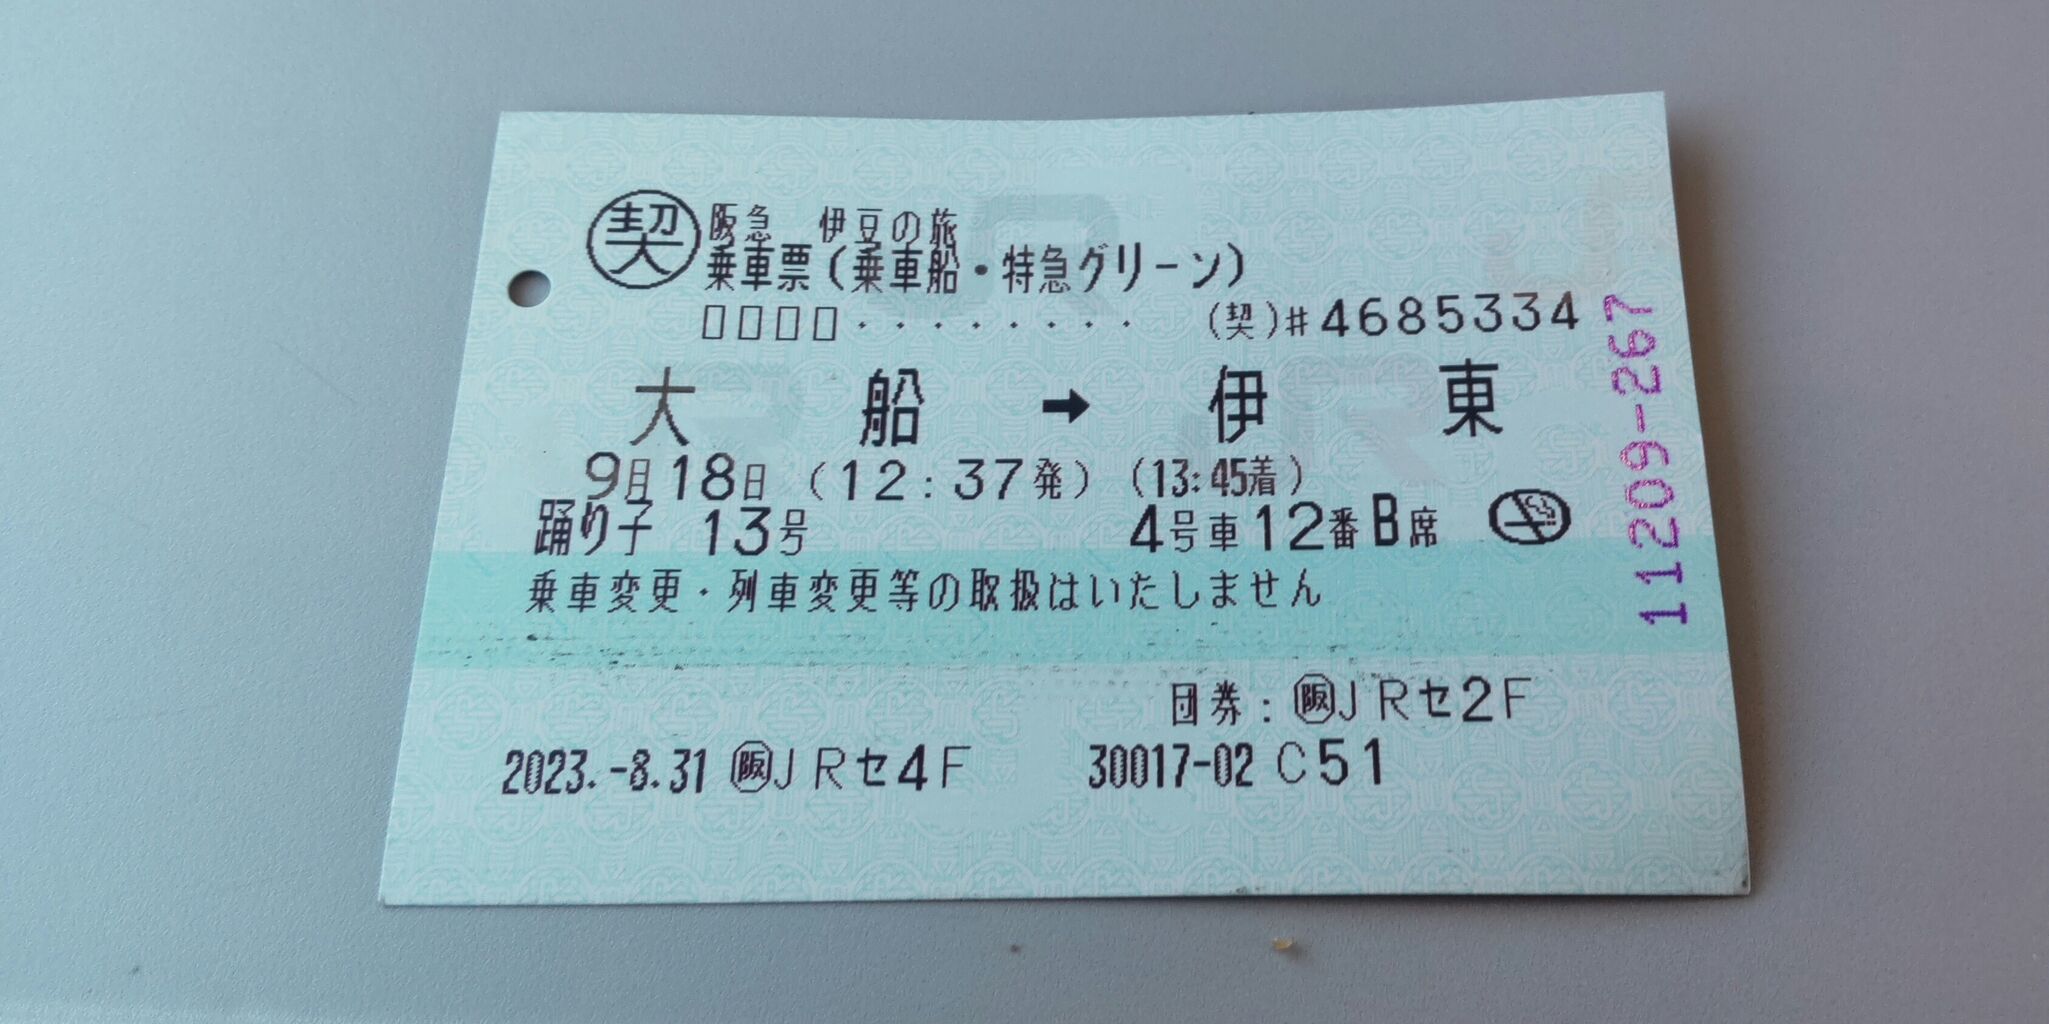 契 阪急 伊豆の旅
乗車票(乗車船・特急グリーン)
□□□□・・・・・・・・ (契)#4685334
大船➡伊東
9月18日(12:37発)(13:45着)
踊り子 13号 4号車12番B席
乗車変更・列車変更等の取扱はいたしません
団券:阪JRセ2F
2023.-8.31 阪JRセ4F 30017-02 C51
11209-267